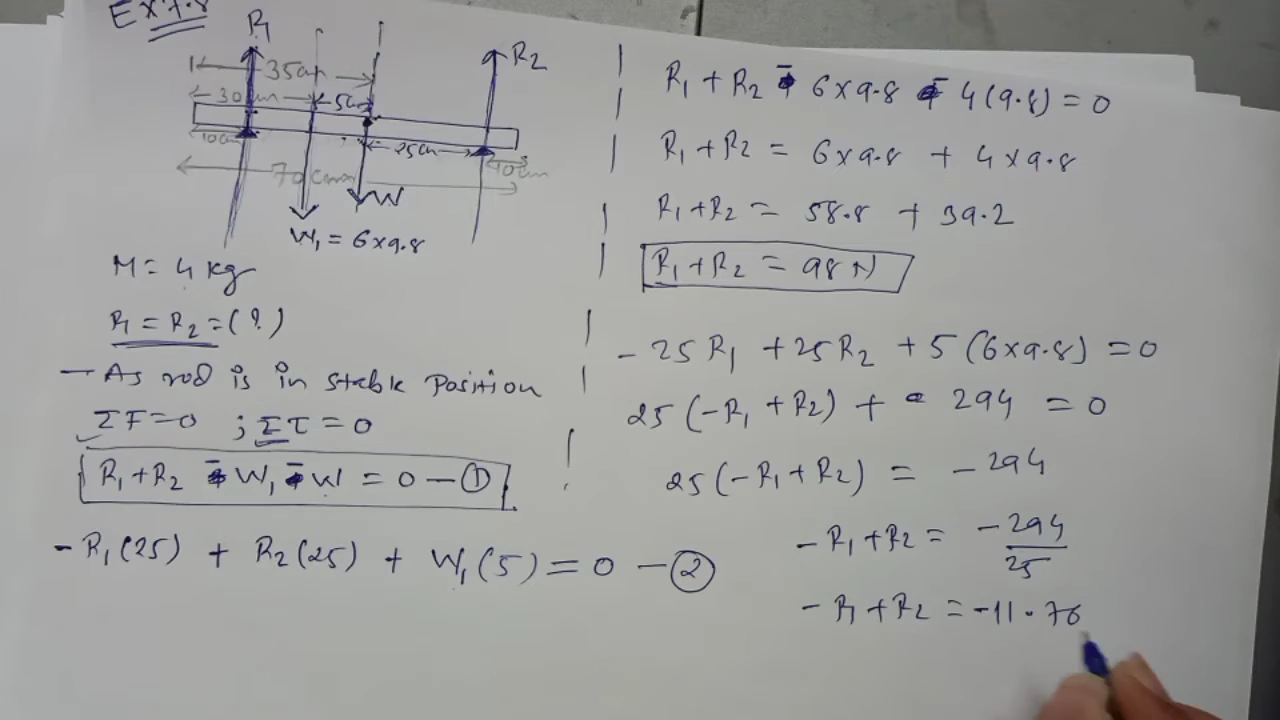 Ex 7.8
R1
R2
35cm
30cm
5cm
10cm
25cm
10cm
70cm
W
W1 = 6×9.8
M = 4 kg
R1 = R2 = (?)
- As rod is in stable Position
ΣF=0 ; Στ = 0
R1+R2 - W1 - W = 0 — ①
- R1(25) + R2(25) + W1(5) = 0 — ②
R1 + R2 - 6×9.8 - 4(9.8) = 0
R1+R2 = 6×9.8 + 4×9.8
R1+R2 = 58.8 + 39.2
R1+R2 = 98 N
- 25R1 + 25R2 + 5(6×9.8) = 0
25(-R1 + R2) + 294 = 0
25(-R1+R2) = -294
- R1+R2 = -294/25
- R1+R2 = -11.76